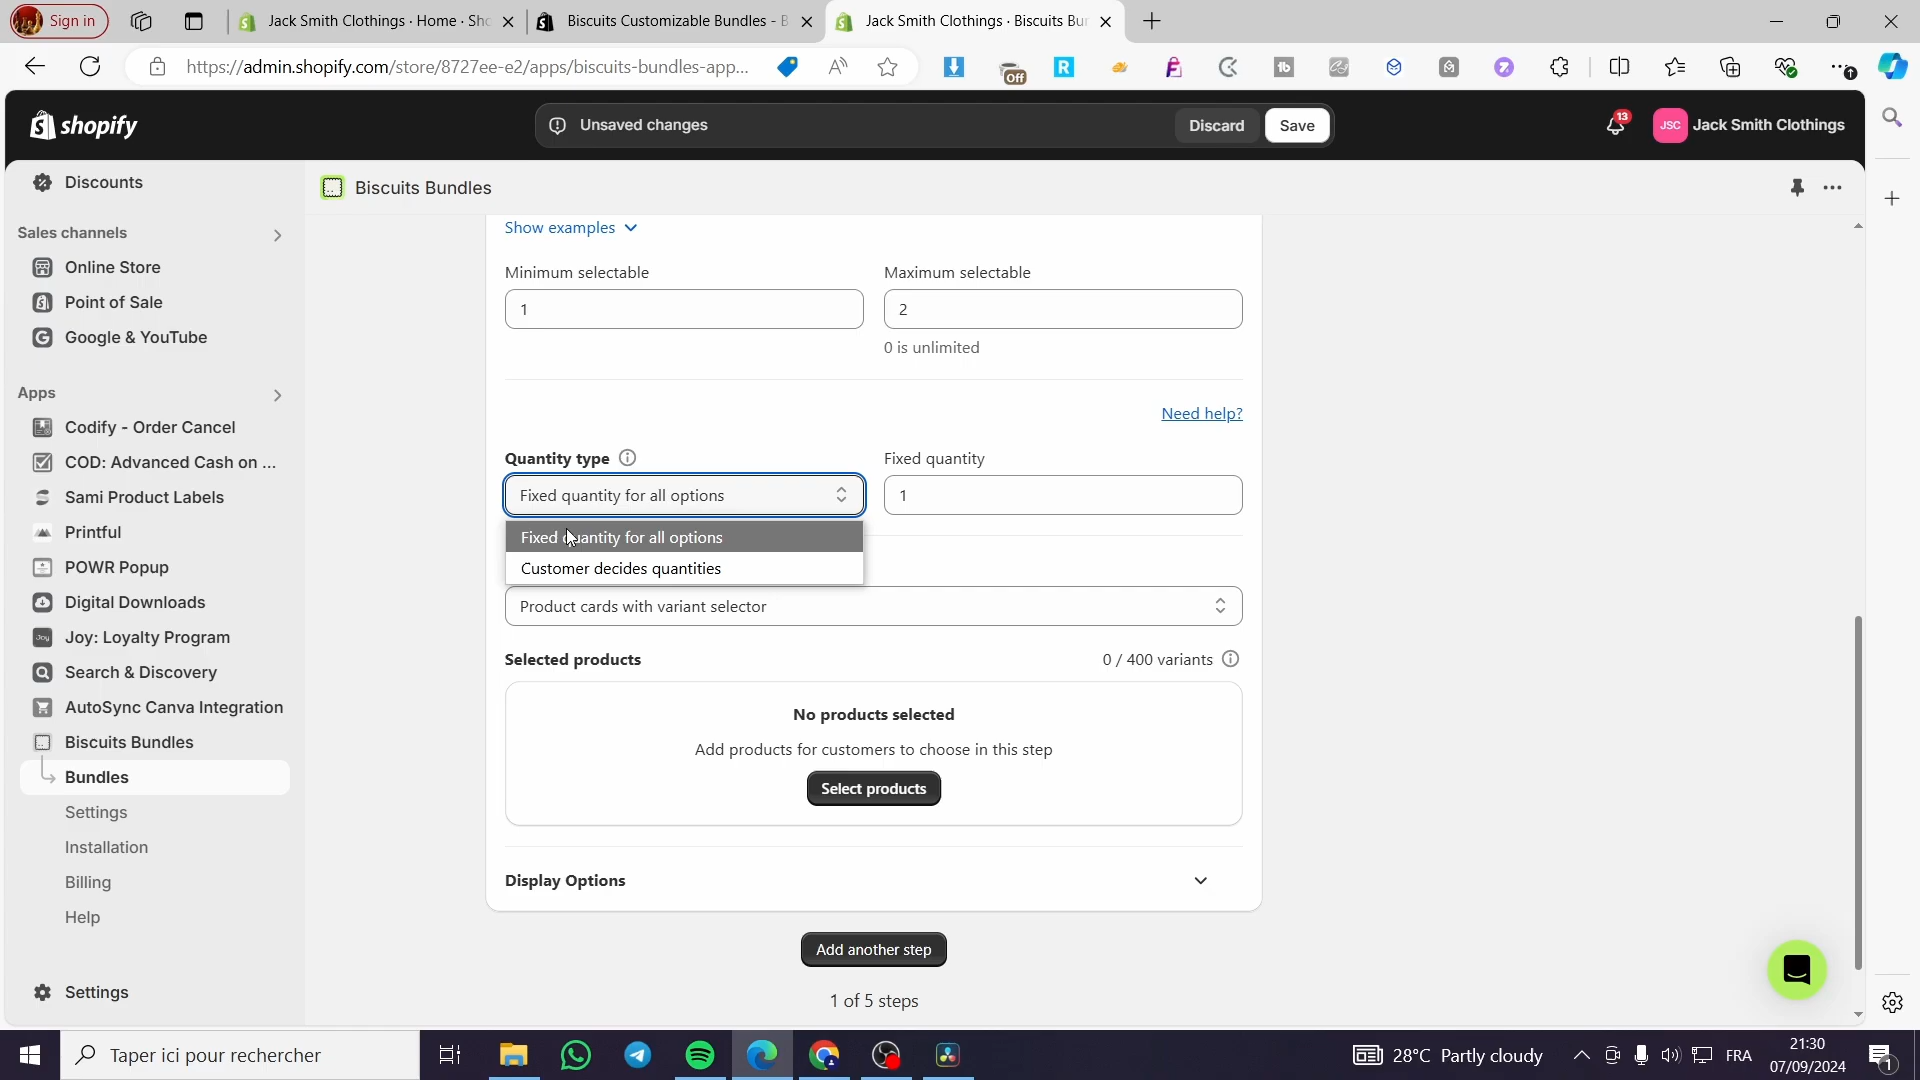 Sign in
Jack Smith Clothings · Home · Sho
Biscuits Customizable Bundles - B
Jack Smith Clothings · Biscuits Bun
https://admin.shopify.com/store/8727ee-e2/apps/biscuits-bundles-app...
Off
shopify
Unsaved changes
Discard
Save
13
JSC
Jack Smith Clothings
Discounts
Sales channels
Online Store
Point of Sale
Google & YouTube
Apps
Codify - Order Cancel
COD: Advanced Cash on ...
Sami Product Labels
Printful
POWR Popup
Digital Downloads
Joy: Loyalty Program
Search & Discovery
AutoSync Canva Integration
Biscuits Bundles
Bundles
Settings
Installation
Billing
Help
Settings
Biscuits Bundles
Show examples
Minimum selectable
Maximum selectable
1
2
0 is unlimited
Need help?
Quantity type
Fixed quantity
Fixed quantity for all options
1
Fixed quantity for all options
Customer decides quantities
Product cards with variant selector
Selected products
0 / 400 variants
No products selected
Add products for customers to choose in this step
Select products
Display Options
Add another step
1 of 5 steps
Taper ici pour rechercher
28°C Partly cloudy
FRA
21:30
07/09/2024
1